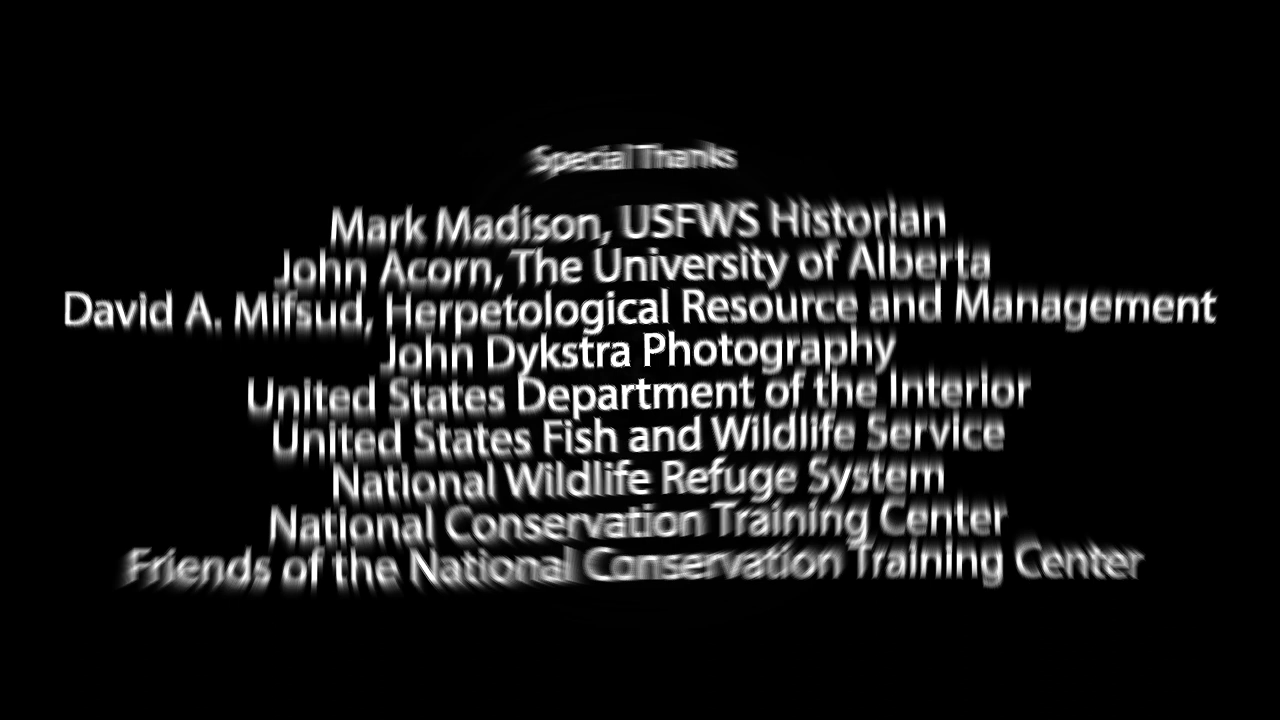 Special Thanks
Mark Madison, USFWS Historian
John Acorn, The University of Alberta
David A. Mifsud, Herpetological Resource and Management
John Dykstra Photography
United States Department of the Interior
United States Fish and Wildlife Service
National Wildlife Refuge System
National Conservation Training Center
Friends of the National Conservation Training Center